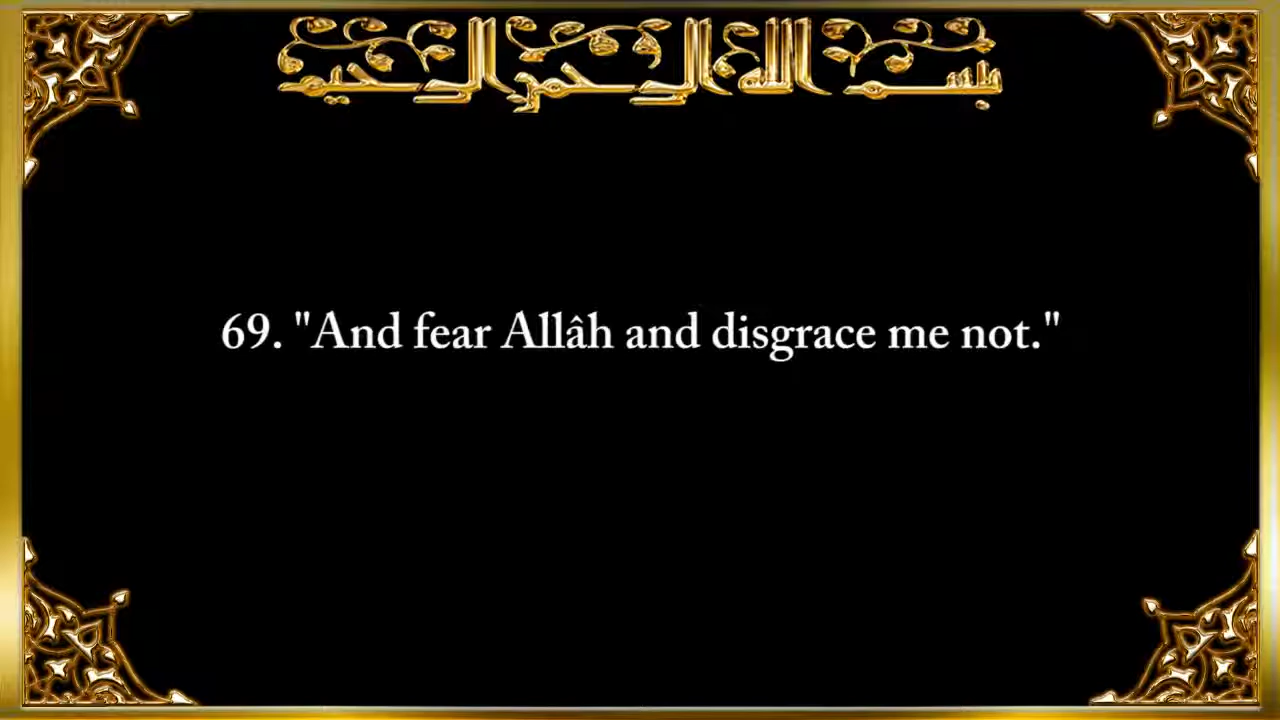 بسم الله الرحمن الرحيم
69. "And fear Allâh and disgrace me not."